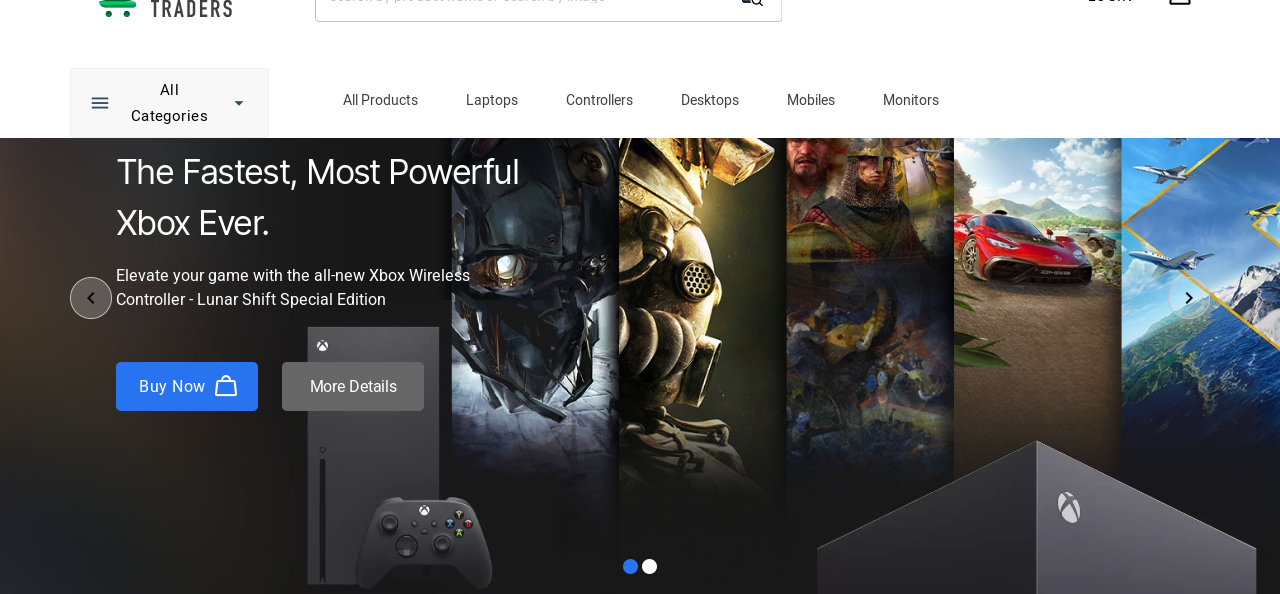 TRADERS
All
Categories
All Products
Laptops
Controllers
Desktops
Mobiles
Monitors
The Fastest, Most Powerful
Xbox Ever.
Elevate your game with the all-new Xbox Wireless
Controller - Lunar Shift Special Edition
Buy Now
More Details